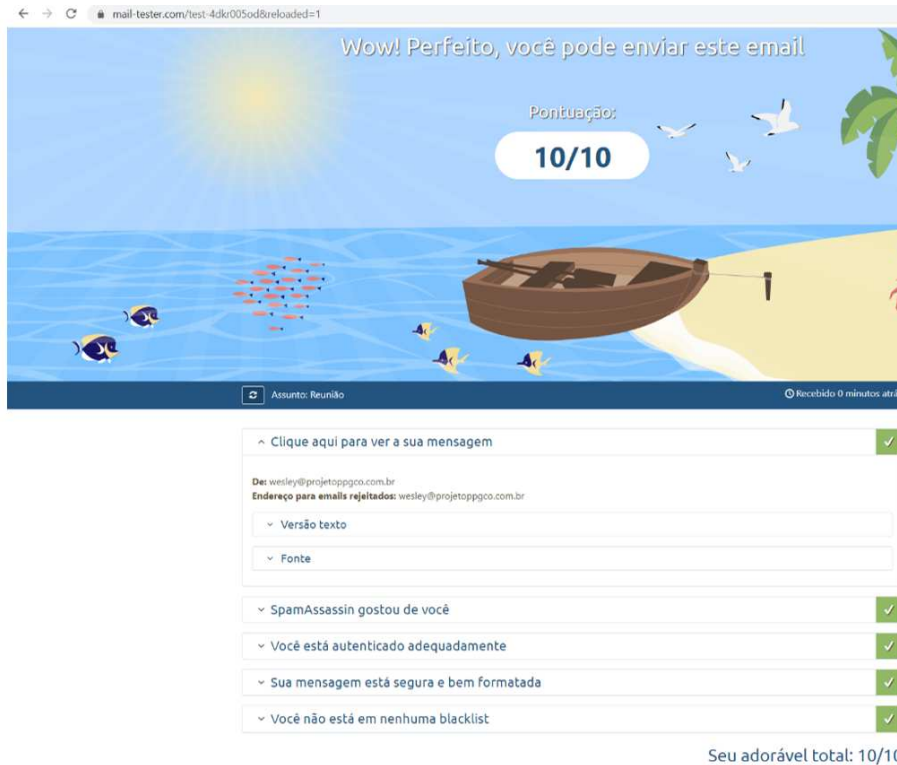 mail-tester.com/test-4dkr005od&reloaded=1
Wow! Perfeito, você pode enviar este email
Pontuação:
10/10
Assunto: Reunião
Recebido 0 minutos atrá
Clique aqui para ver a sua mensagem
De: wesley@projetoppgco.com.br
Endereço para emails rejeitados: wesley@projetoppgco.com.br
Versão texto
Fonte
SpamAssassin gostou de você
Você está autenticado adequadamente
Sua mensagem está segura e bem formatada
Você não está em nenhuma blacklist
Seu adorável total: 10/10